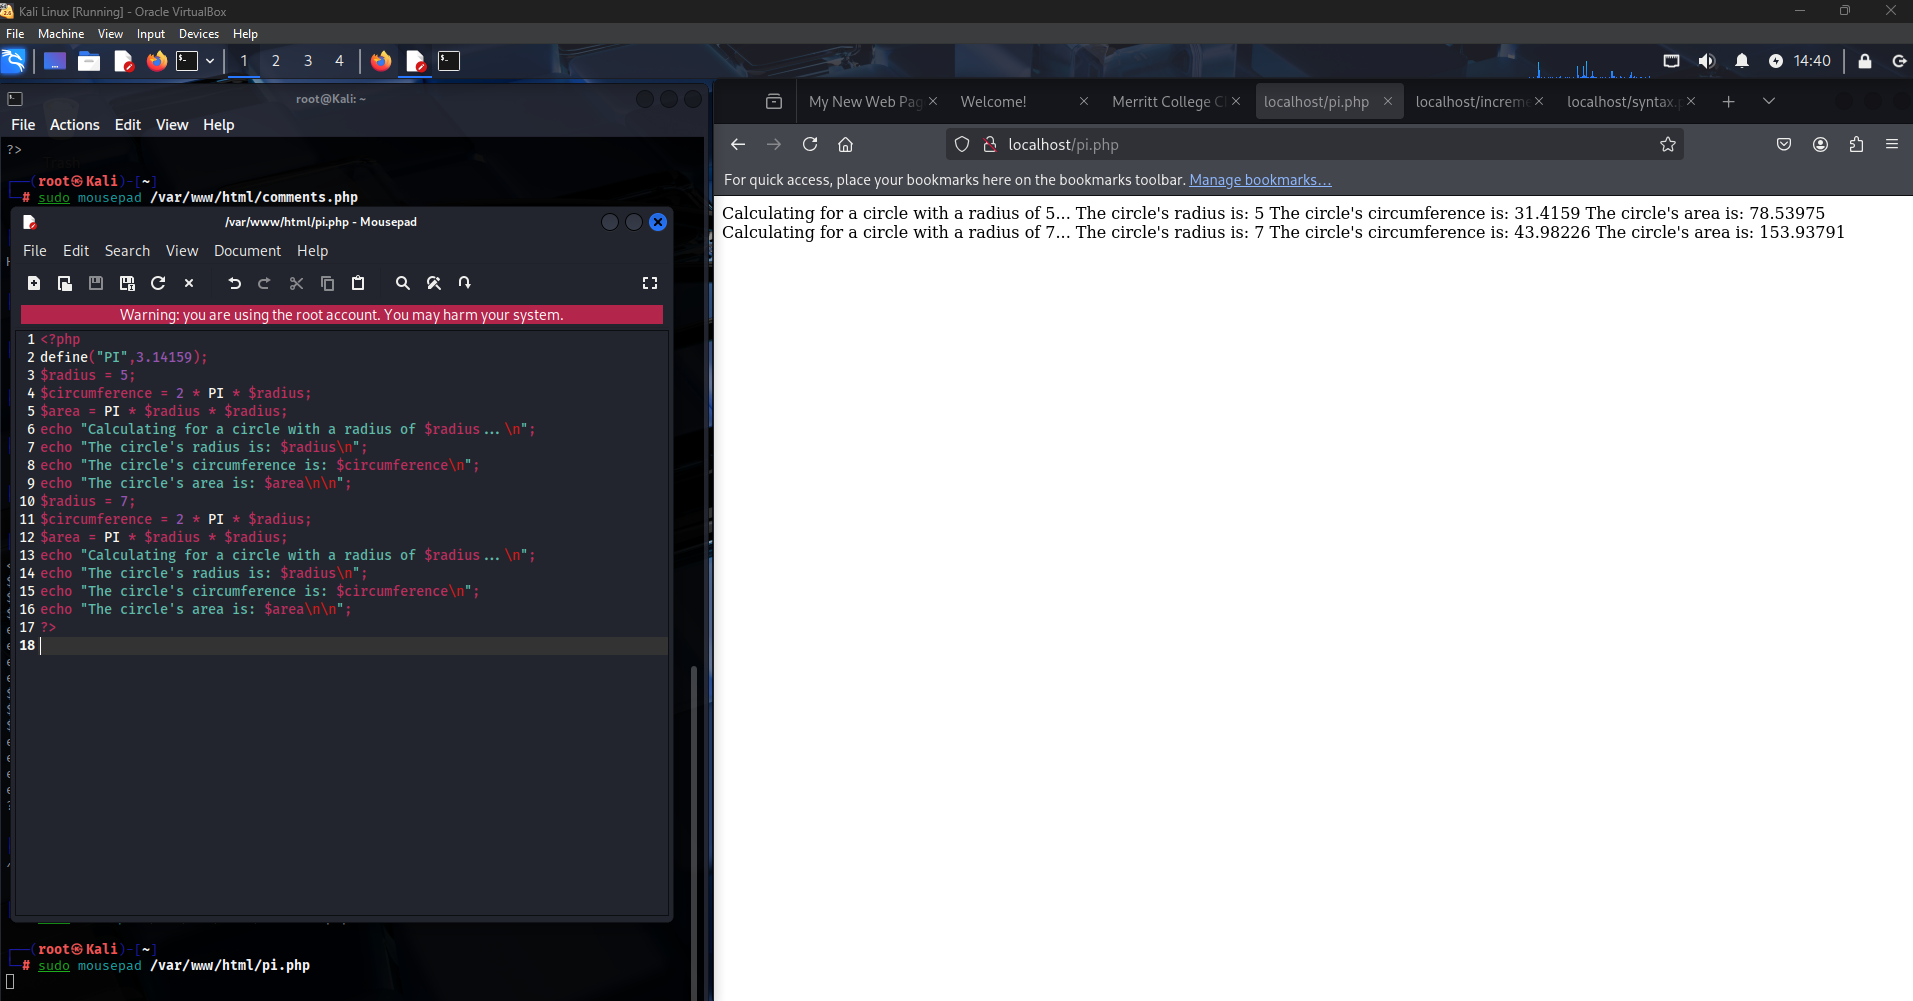 Kali Linux [Running] - Oracle VirtualBox
File Machine View Input Devices Help
1 2 3 4
14:40
root@Kali: ~
File Actions Edit View Help
?>
(root㉿Kali)-[~]
# sudo mousepad /var/www/html/comments.php
/var/www/html/pi.php - Mousepad
File Edit Search View Document Help
Warning: you are using the root account. You may harm your system.
1 <?php
2 define("PI",3.14159);
3 $radius = 5;
4 $circumference = 2 * PI * $radius;
5 $area = PI * $radius * $radius;
6 echo "Calculating for a circle with a radius of $radius...\n";
7 echo "The circle's radius is: $radius\n";
8 echo "The circle's circumference is: $circumference\n";
9 echo "The circle's area is: $area\n\n";
10 $radius = 7;
11 $circumference = 2 * PI * $radius;
12 $area = PI * $radius * $radius;
13 echo "Calculating for a circle with a radius of $radius...\n";
14 echo "The circle's radius is: $radius\n";
15 echo "The circle's circumference is: $circumference\n";
16 echo "The circle's area is: $area\n\n";
17 ?>
18
(root㉿Kali)-[~]
# sudo mousepad /var/www/html/pi.php
My New Web Pag Welcome! Merritt College Cl localhost/pi.php localhost/increme localhost/syntax.p
localhost/pi.php
For quick access, place your bookmarks here on the bookmarks toolbar. Manage bookmarks…
Calculating for a circle with a radius of 5... The circle's radius is: 5 The circle's circumference is: 31.4159 The circle's area is: 78.53975
Calculating for a circle with a radius of 7... The circle's radius is: 7 The circle's circumference is: 43.98226 The circle's area is: 153.93791